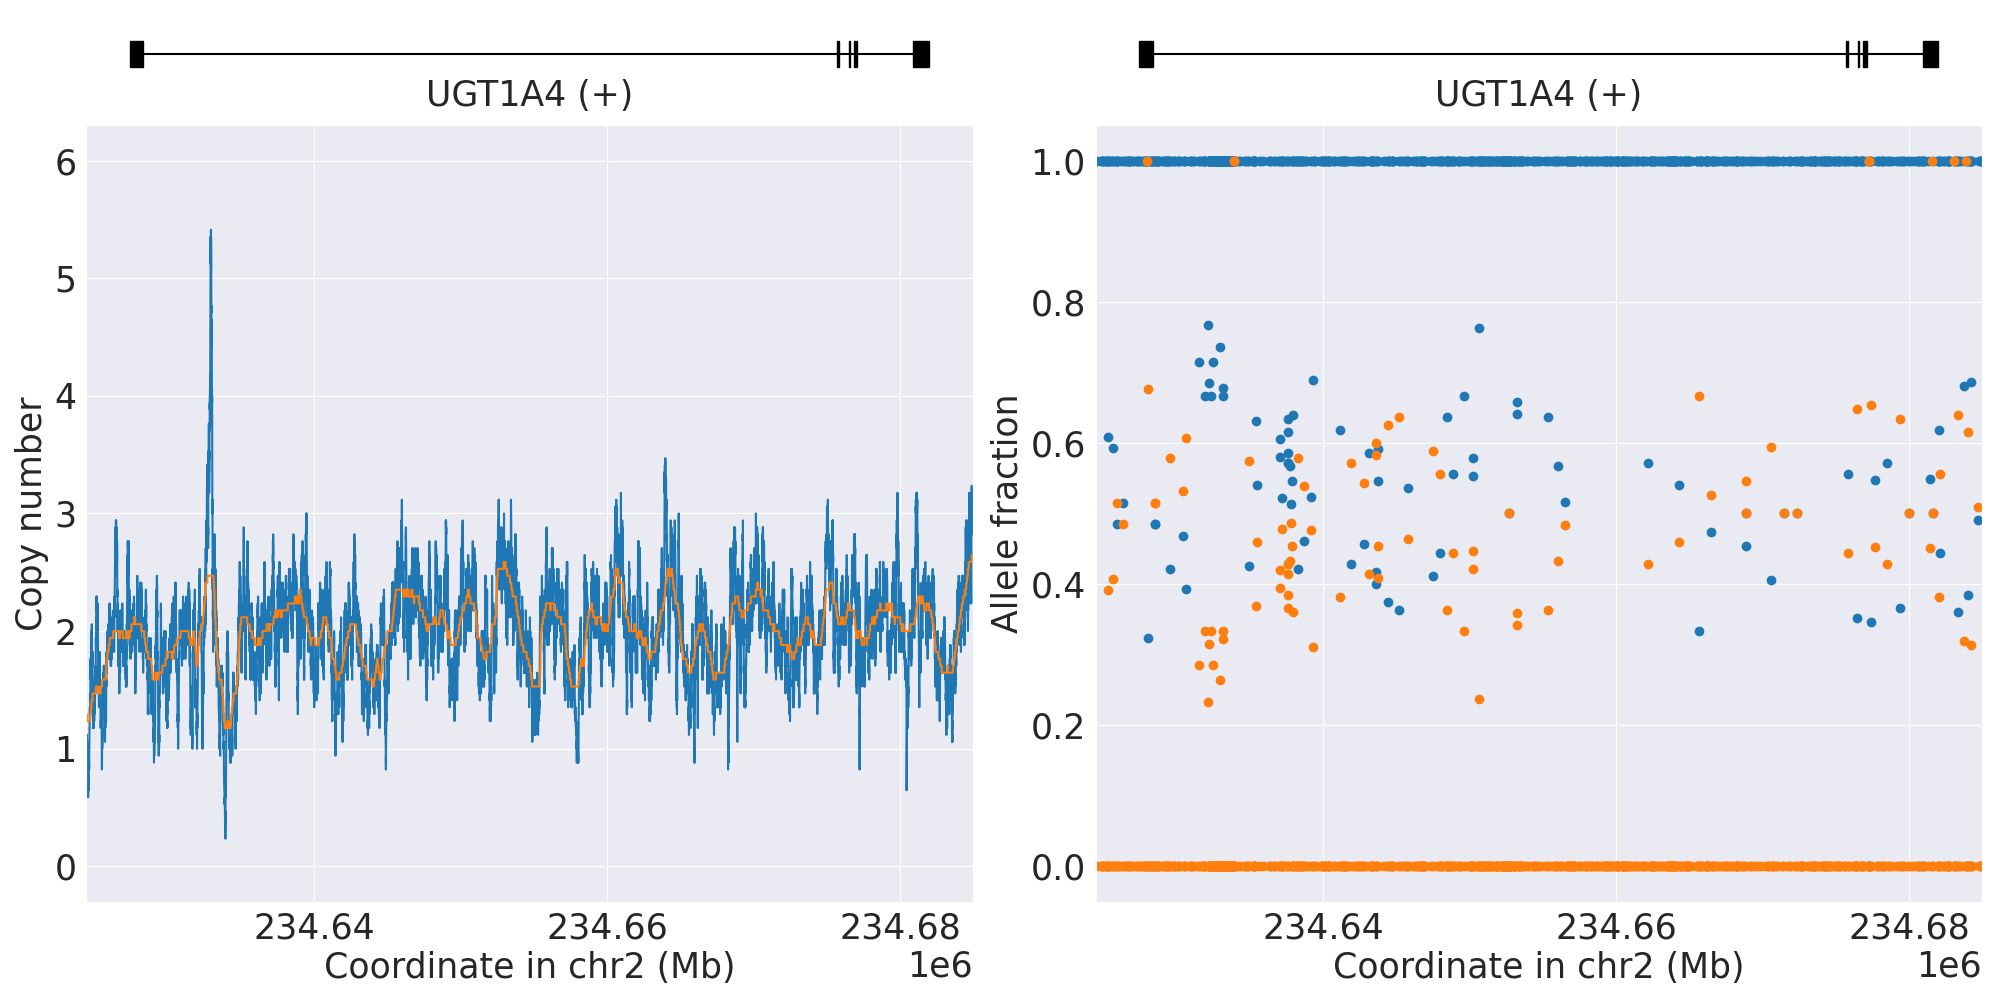 UGT1A4 (+)
Copy number
6
5
4
3
2
1
0
234.64
234.66
234.68
Coordinate in chr2 (Mb)
1e6
UGT1A4 (+)
Allele fraction
1.0
0.8
0.6
0.4
0.2
0.0
234.64
234.66
234.68
Coordinate in chr2 (Mb)
1e6